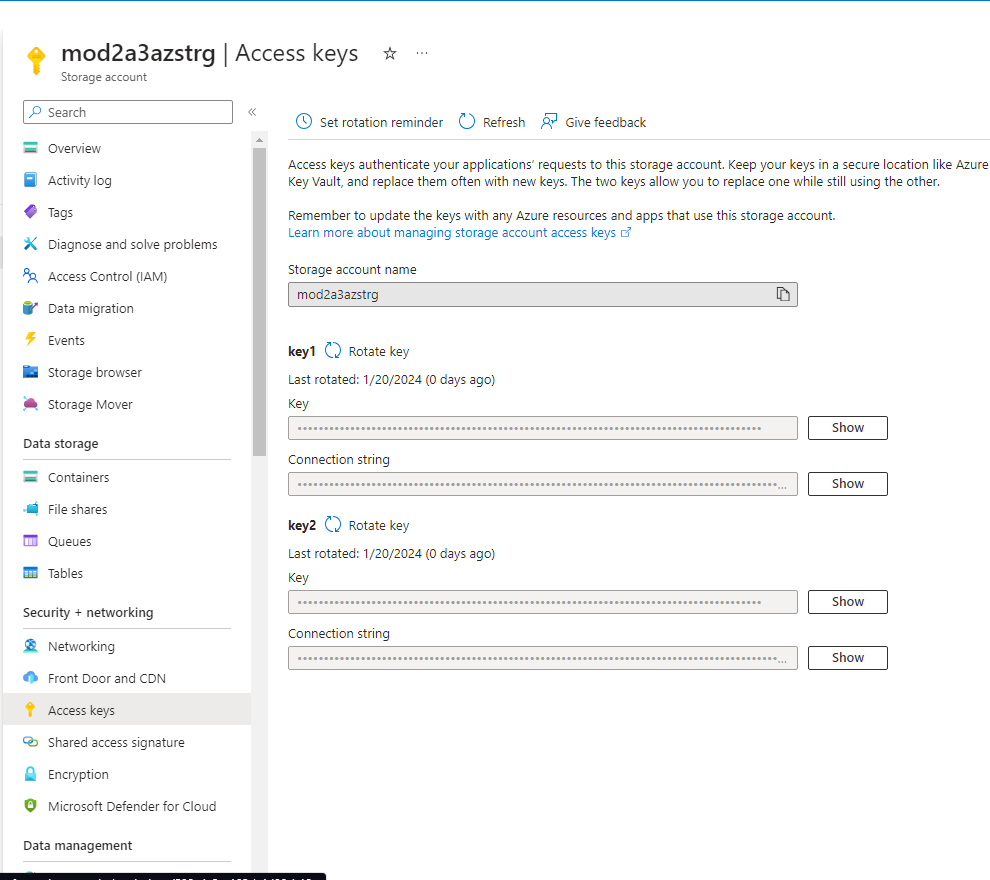 mod2a3azstrg | Access keys ☆ ...
Storage account
Search
«
Overview
Activity log
Tags
Diagnose and solve problems
Access Control (IAM)
Data migration
Events
Storage browser
Storage Mover
Data storage
Containers
File shares
Queues
Tables
Security + networking
Networking
Front Door and CDN
Access keys
Shared access signature
Encryption
Microsoft Defender for Cloud
Data management
Set rotation reminder Refresh Give feedback
Access keys authenticate your applications' requests to this storage account. Keep your keys in a secure location like Azure
Key Vault, and replace them often with new keys. The two keys allow you to replace one while still using the other.
Remember to update the keys with any Azure resources and apps that use this storage account.
Learn more about managing storage account access keys
Storage account name
mod2a3azstrg
key1 Rotate key
Last rotated: 1/20/2024 (0 days ago)
Key
Show
Connection string
... Show
key2 Rotate key
Last rotated: 1/20/2024 (0 days ago)
Key
Show
Connection string
... Show